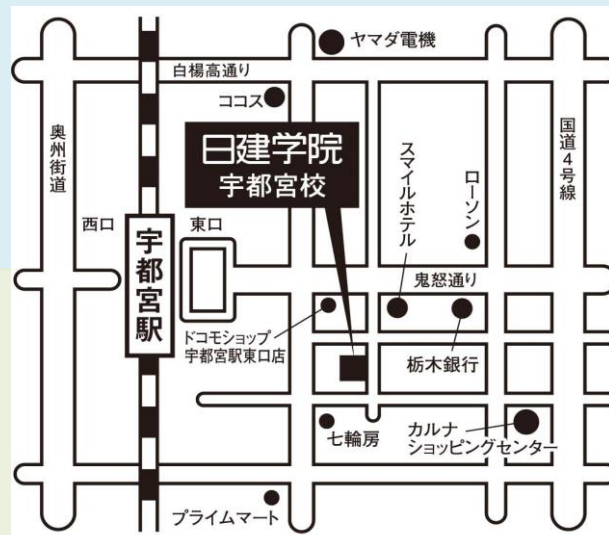 ヤマダ電機
白楊高通り
ココス
日建学院
宇都宮校
奥州街道
西口
宇都宮駅
東口
スマイルホテル
ローソン
国道4号線
鬼怒通り
ドコモショップ
宇都宮駅東口店
栃木銀行
七輪房
カルナ
ショッピングセンター
プライムマート